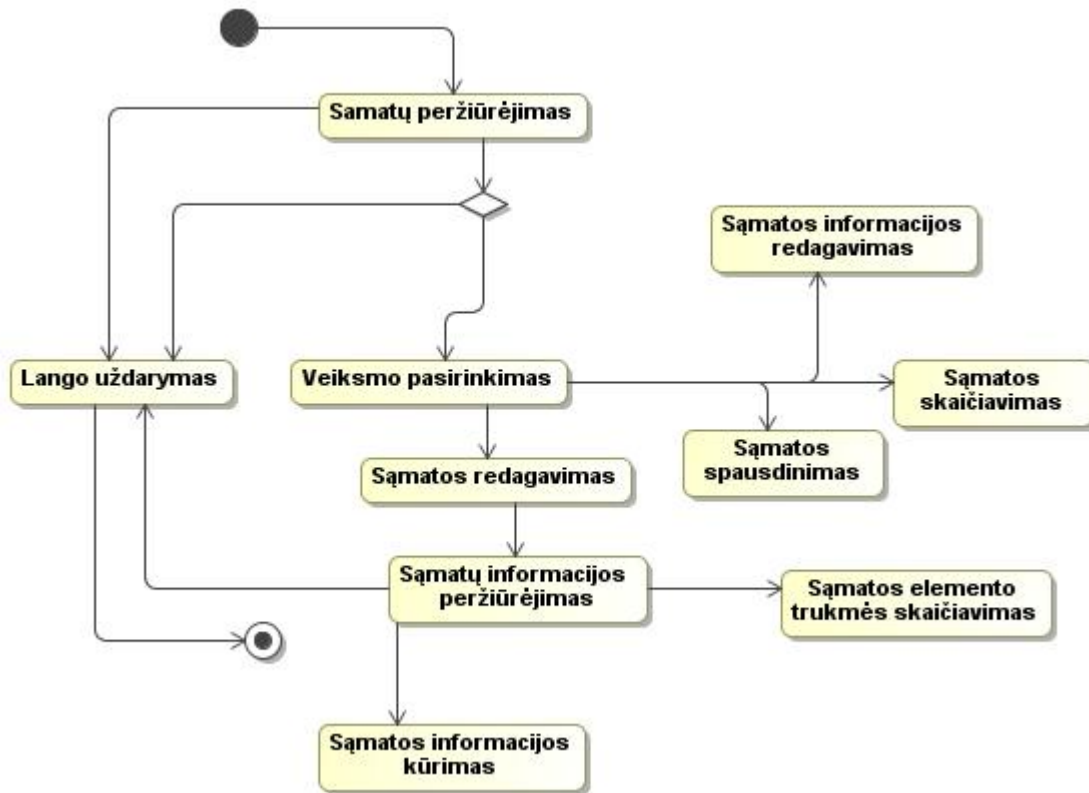 Samatų peržiūrėjimas
Sąmatos informacijos
redagavimas
Lango uždarymas
Veiksmo pasirinkimas
Sąmatos
skaičiavimas
Sąmatos
spausdinimas
Sąmatos redagavimas
Sąmatų informacijos
peržiūrėjimas
Sąmatos elemento
trukmės skaičiavimas
Sąmatos informacijos
kūrimas